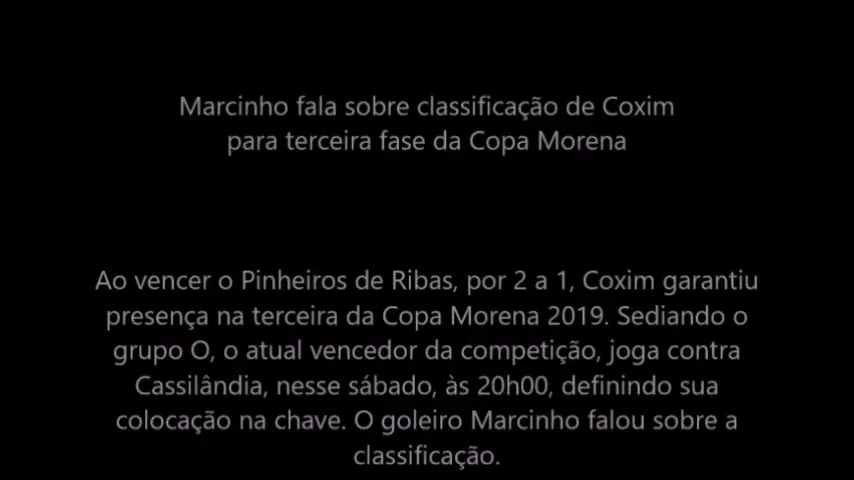 Marcinho fala sobre classificação de Coxim
para terceira fase da Copa Morena
Ao vencer o Pinheiros de Ribas, por 2 a 1, Coxim garantiu
presença na terceira da Copa Morena 2019. Sediando o
grupo O, o atual vencedor da competição, joga contra
Cassilândia, nesse sábado, às 20h00, definindo sua
colocação na chave. O goleiro Marcinho falou sobre a
classificação.